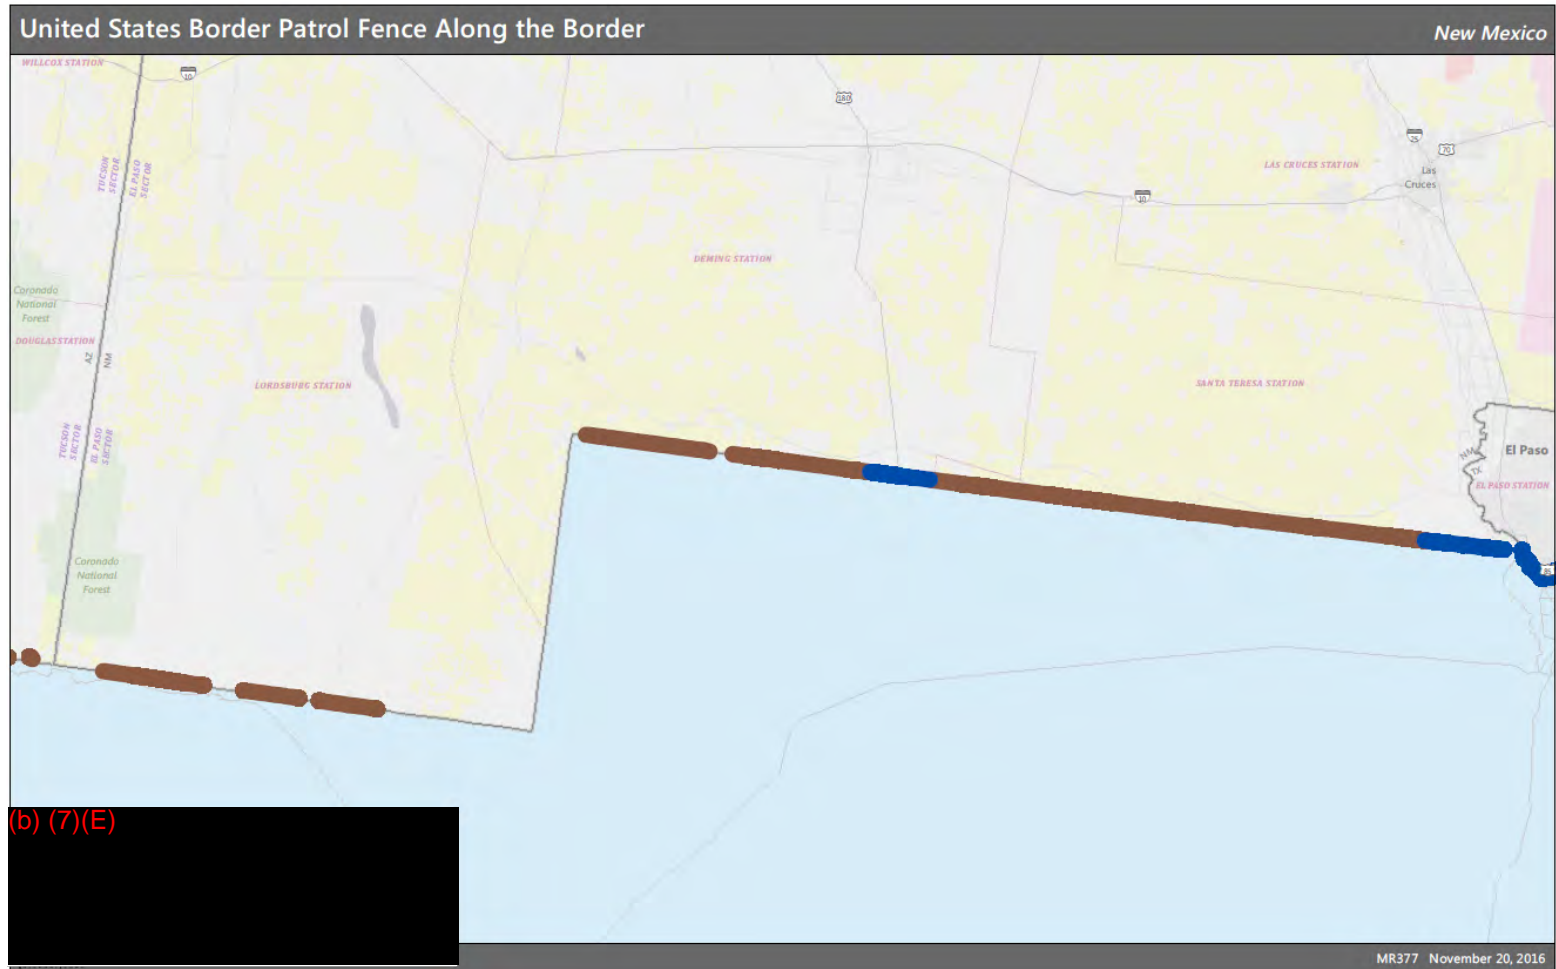 United States Border Patrol Fence Along the Border
New Mexico
WILLCOX STATION
10
180
25
70
LAS CRUCES STATION
Las
Cruces
TUCSON
SECTOR
EL PASO
SECTOR
10
DEMING STATION
Coronado
National
Forest
DOUGLAS STATION
AZ
NM
LORDSBURG STATION
SANTA TERESA STATION
TUCSON
SECTOR
EL PASO
SECTOR
NM
TX
El Paso
EL PASO STATION
Coronado
National
Forest
85
(b) (7)(E)
MR377 November 20, 2016